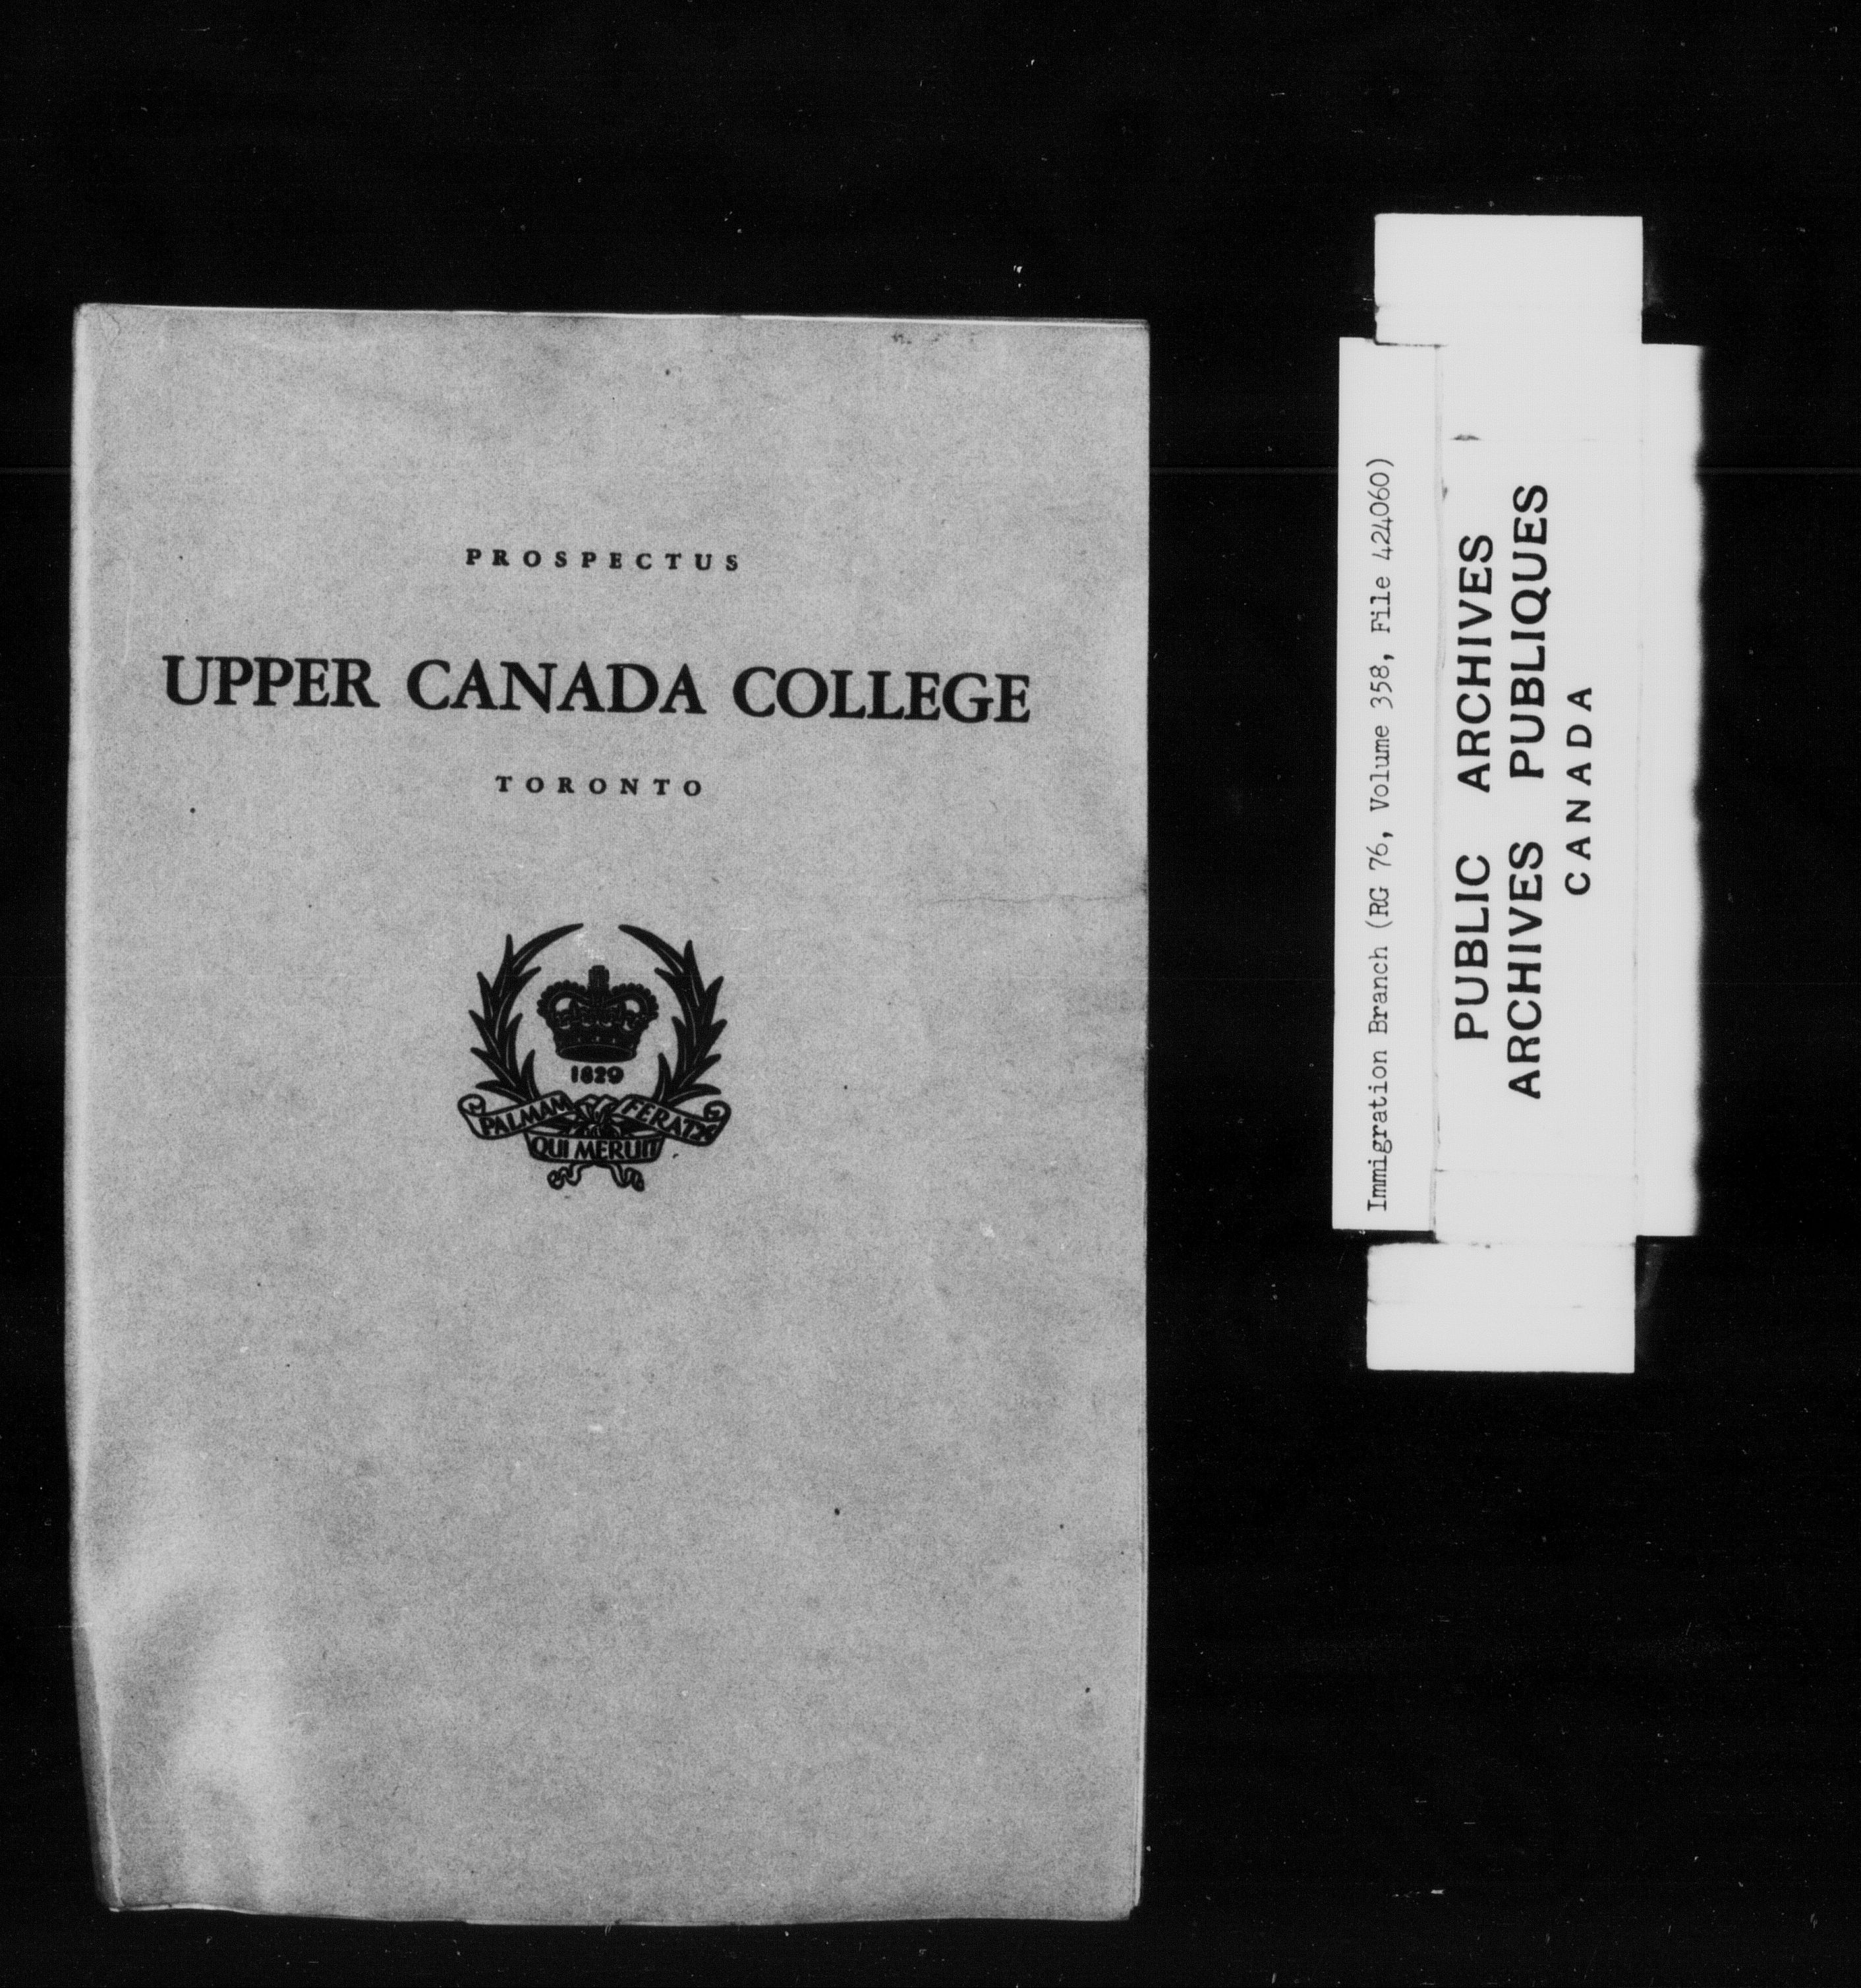 PROSPECTUS
UPPER CANADA COLLEGE
TORONTO
1829
PALMAM FERAT
QUI MERUIT
Immigration Branch (RG 76, Volume 358, File 424060)
PUBLIC ARCHIVES
ARCHIVES PUBLIQUES
CANADA